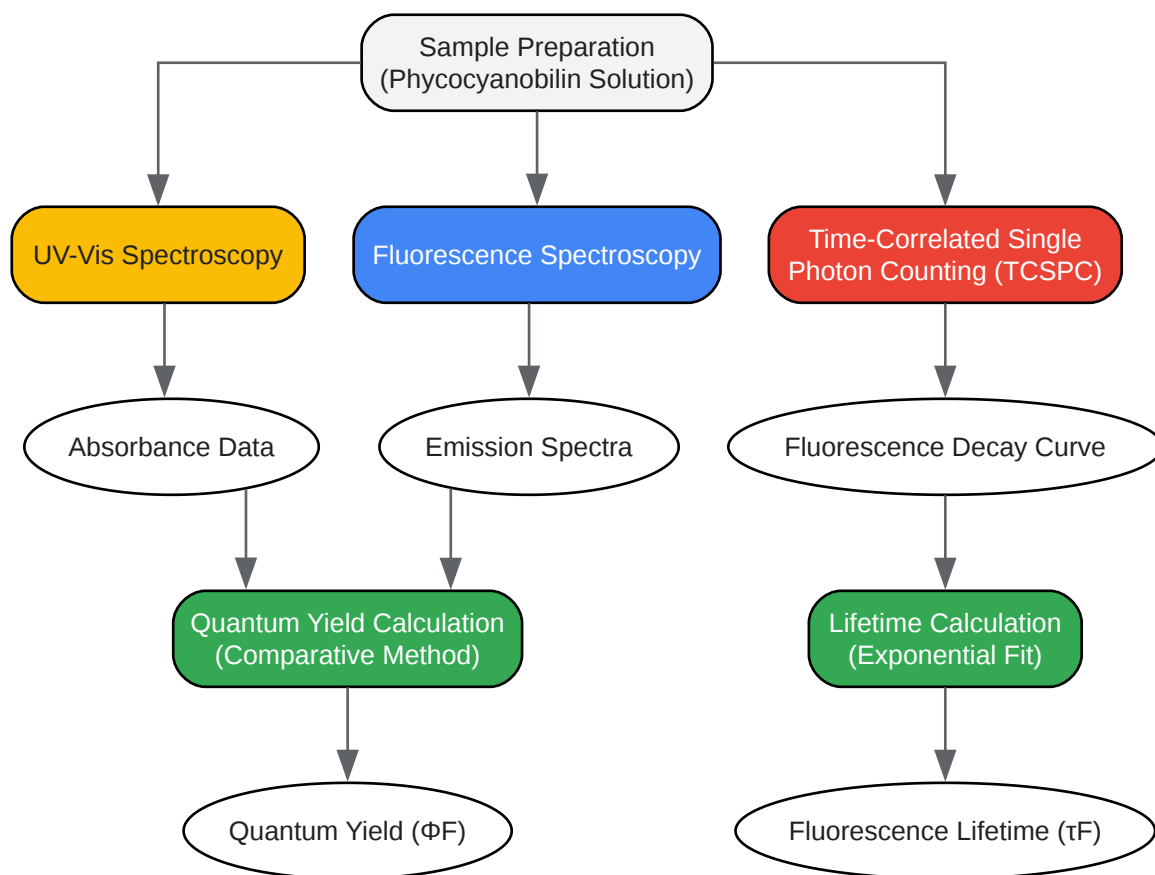 Sample Preparation
(Phycocyanobilin Solution)
UV-Vis Spectroscopy
Fluorescence Spectroscopy
Time-Correlated Single
Photon Counting (TCSPC)
Absorbance Data
Emission Spectra
Fluorescence Decay Curve
Quantum Yield Calculation
(Comparative Method)
Lifetime Calculation
(Exponential Fit)
Quantum Yield (ΦF)
Fluorescence Lifetime (τF)